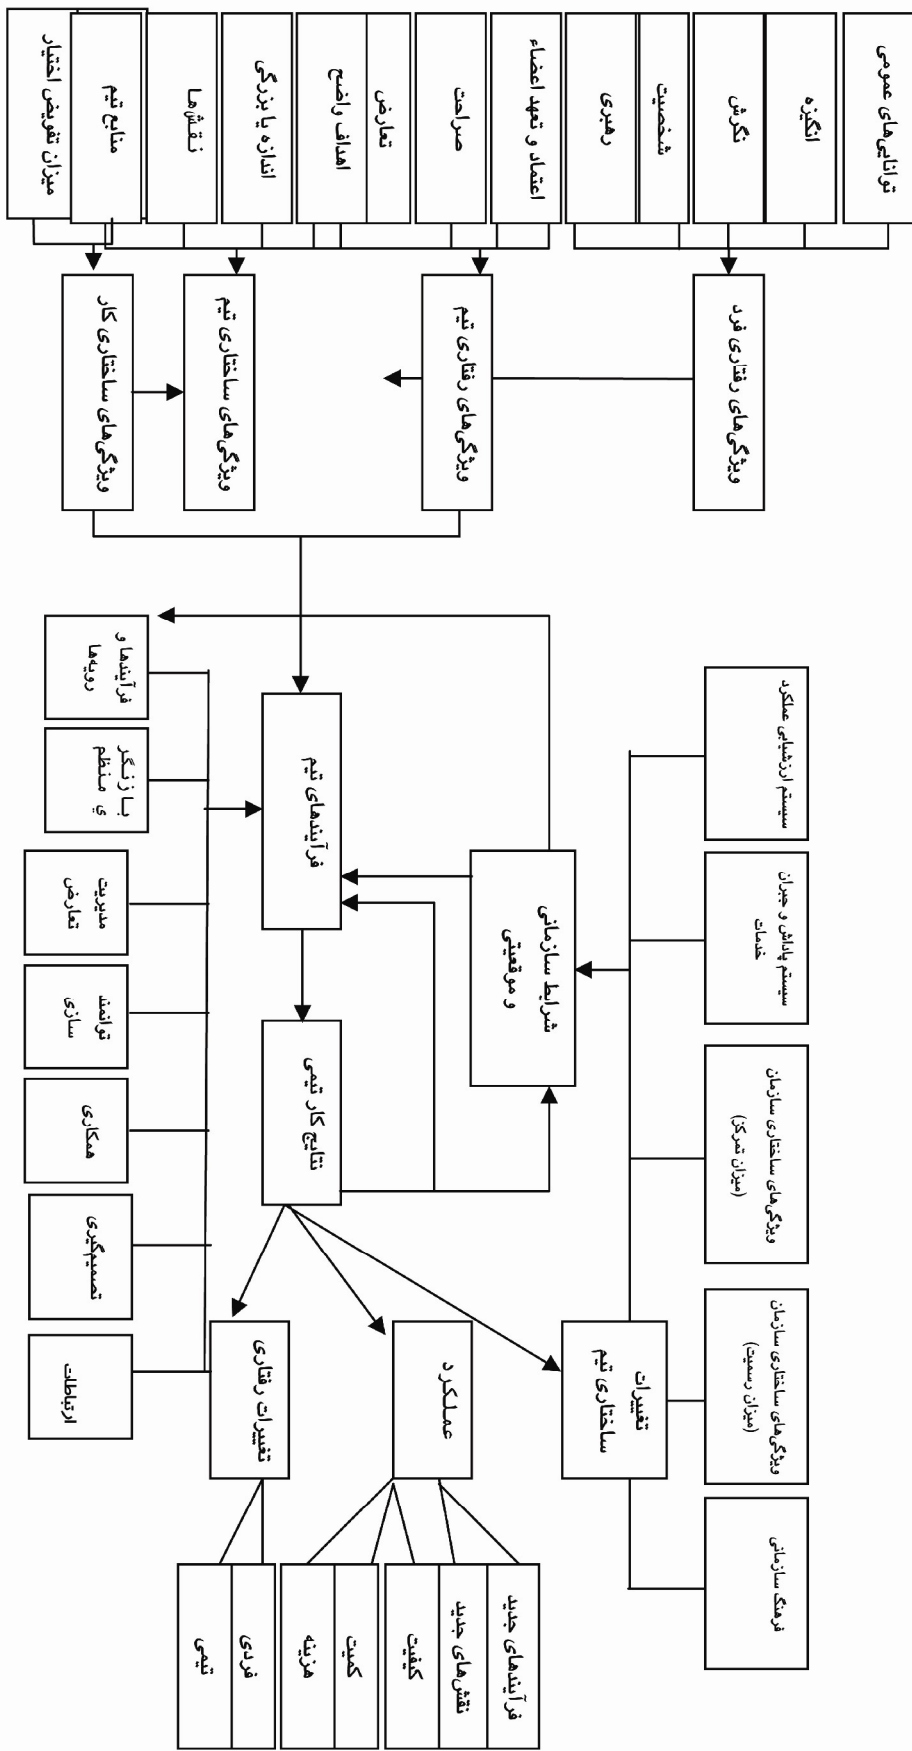 توانایی‌های عمومی
انگیزه
نگرش
شخصیت
رهبری
اعتماد و تعهد اعضاء
صراحت
تعارض
اهداف واضح
اندازه یا بزرگی
نقش‌ها
منابع تیم
میزان تفویض اختیار
ویژگی‌های رفتاری فرد
ویژگی‌های رفتاری تیم
ویژگی‌های ساختاری تیم
ویژگی‌های ساختاری کار
سیستم ارزشیابی عملکرد
سیستم پاداش و جبران
خدمات
ویژگی‌های ساختاری سازمان
(میزان تمرکز)
ویژگی‌های ساختاری سازمان
(میزان رسمیت)
فرهنگ سازمانی
شرایط سازمانی
و موقعیتی
فرآیندهای تیم
نتایج کار تیمی
فرآیندها و
رویه‌ها
بازنگر
ي منظم
مدیریت
تعارض
توانمند
سازی
همکاری
تصمیم‌گیری
ارتباطات
تغییرات
ساختاری تیم
عملکرد
تغییرات رفتاری
فرآیندهای جدید
نقش‌های جدید
کیفیت
کمیت
هزینه
فردی
تیمی